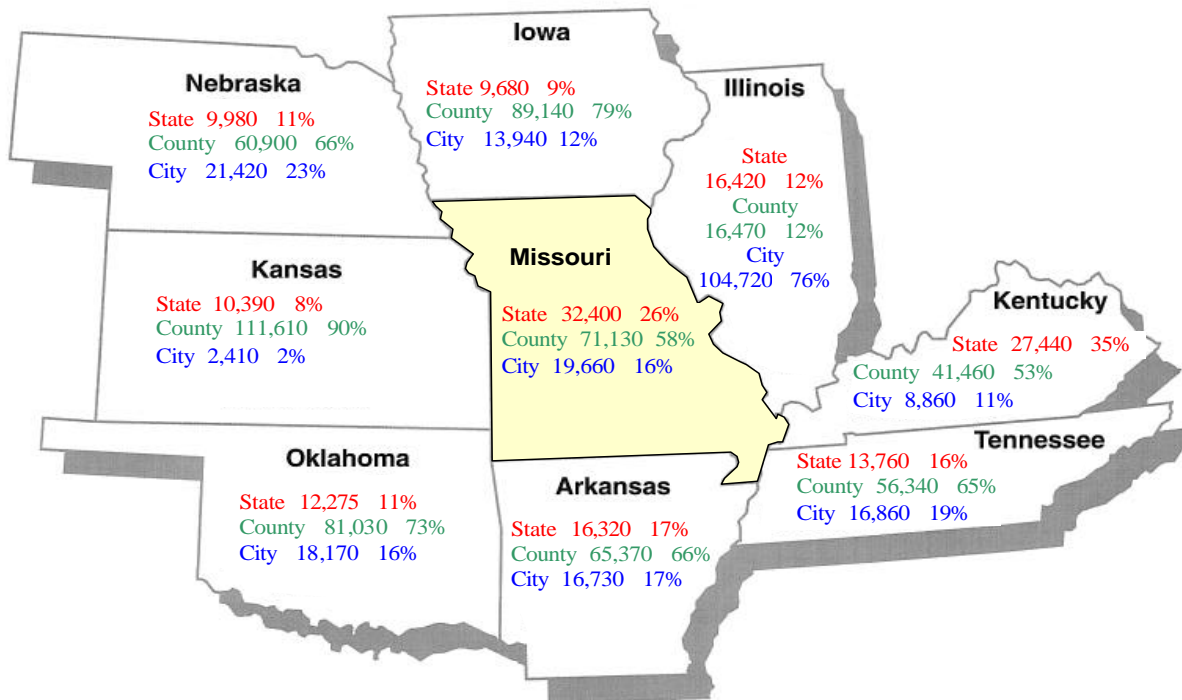 Iowa
State 9,680 9%
County 89,140 79%
City 13,940 12%
Nebraska
State 9,980 11%
County 60,900 66%
City 21,420 23%
Illinois
State
16,420 12%
County
16,470 12%
City
104,720 76%
Missouri
State 32,400 26%
County 71,130 58%
City 19,660 16%
Kansas
State 10,390 8%
County 111,610 90%
City 2,410 2%
Kentucky
State 27,440 35%
County 41,460 53%
City 8,860 11%
Tennessee
State 13,760 16%
County 56,340 65%
City 16,860 19%
Oklahoma
State 12,275 11%
County 81,030 73%
City 18,170 16%
Arkansas
State 16,320 17%
County 65,370 66%
City 16,730 17%